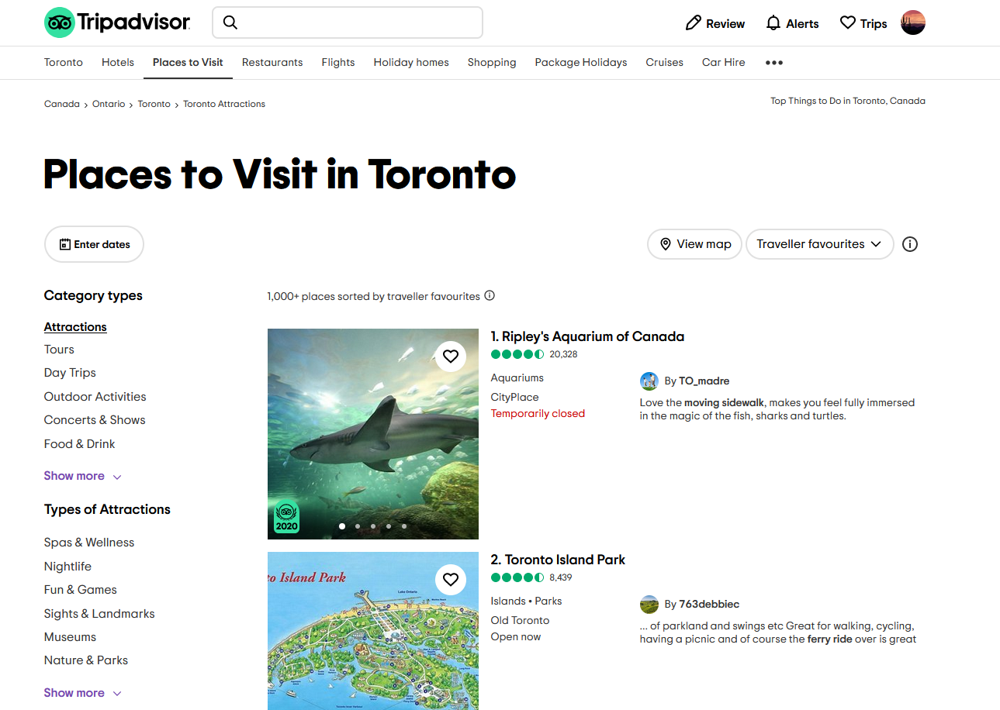 Tripadvisor
Review
Alerts
Trips
Toronto
Hotels
Places to Visit
Restaurants
Flights
Holiday homes
Shopping
Package Holidays
Cruises
Car Hire
Canada › Ontario › Toronto › Toronto Attractions
Top Things to Do in Toronto, Canada
Places to Visit in Toronto
Enter dates
View map
Traveller favourites
Category types
Attractions
Tours
Day Trips
Outdoor Activities
Concerts & Shows
Food & Drink
Show more
Types of Attractions
Spas & Wellness
Nightlife
Fun & Games
Sights & Landmarks
Museums
Nature & Parks
Show more
1,000+ places sorted by traveller favourites
2020
1. Ripley's Aquarium of Canada
20,328
Aquariums
CityPlace
Temporarily closed
By TO_madre
Love the moving sidewalk, makes you feel fully immersed
in the magic of the fish, sharks and turtles.
to Island Park
Lake Ontario
2. Toronto Island Park
8,439
Islands • Parks
Old Toronto
Open now
By 763debbiec
... of parkland and swings etc Great for walking, cycling,
having a picnic and of course the ferry ride over is great